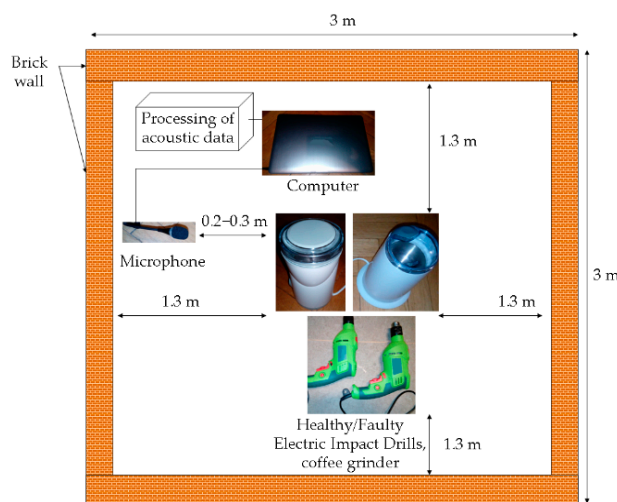 3 m
Brick
wall
Processing of
acoustic data
1.3 m
Computer
0.2–0.3 m
3 m
Microphone
1.3 m
1.3 m
Healthy/Faulty
Electric Impact Drills,
coffee grinder
1.3 m